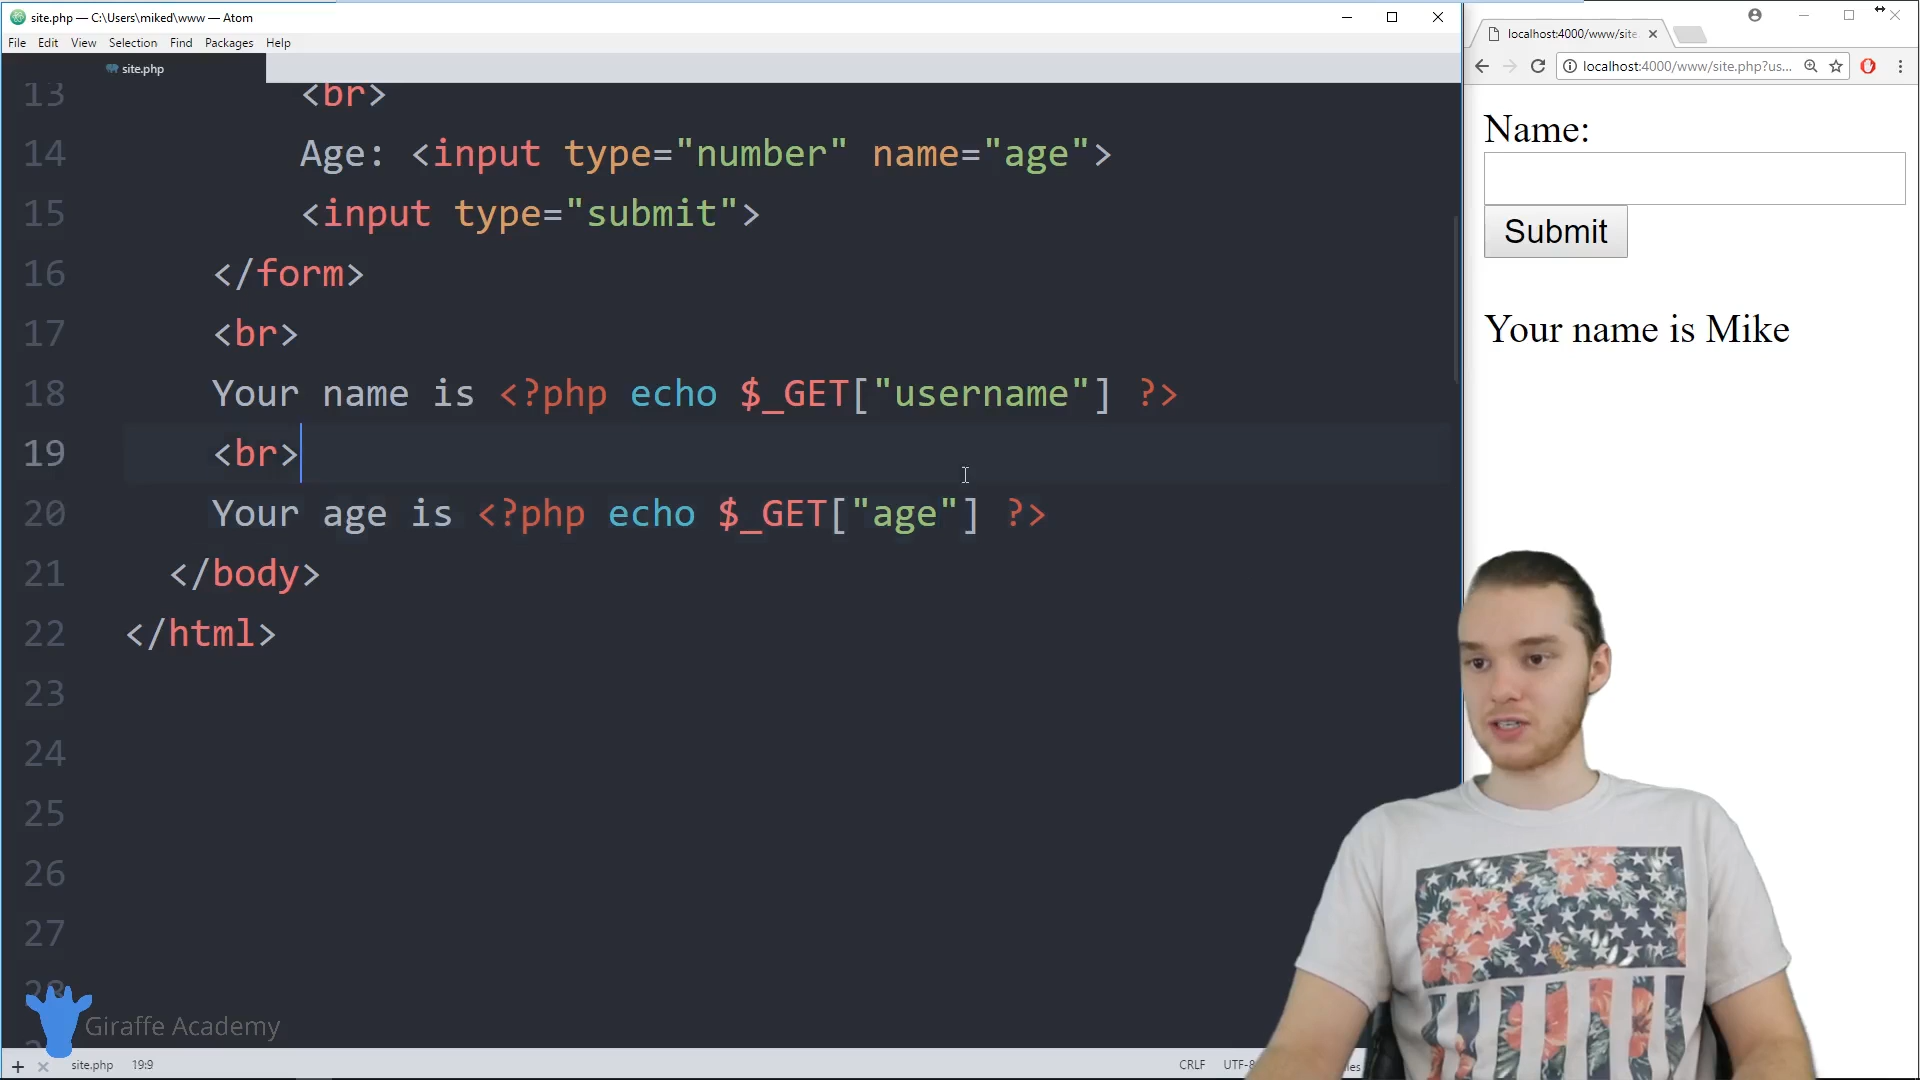 site.php — C:\Users\miked\www — Atom
File Edit View Selection Find Packages Help
site.php
13 <br>
14 Age: <input type="number" name="age">
15 <input type="submit">
16 </form>
17 <br>
18 Your name is <?php echo $_GET["username"] ?>
19 <br>
20 Your age is <?php echo $_GET["age"] ?>
21 </body>
22 </html>
23
24
25
26
27
28
Giraffe Academy
+ × site.php 19:9
CRLF UTF-8
localhost:4000/www/site
localhost:4000/www/site.php?us...
Name:
Submit
Your name is Mike